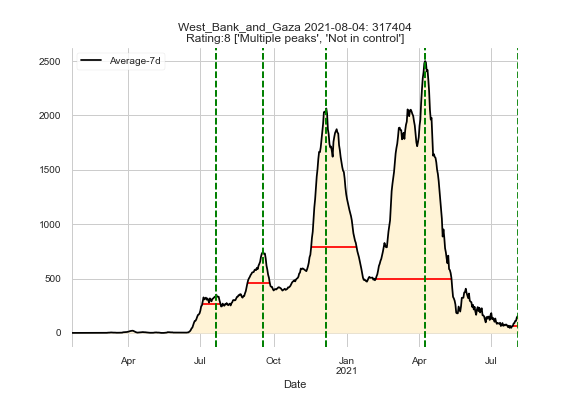 West_Bank_and_Gaza 2021-08-04: 317404
Rating:8 ['Multiple peaks', 'Not in control']
Average-7d
2500
2000
1500
1000
500
0
Apr Jul Oct Jan Apr Jul
2021
Date